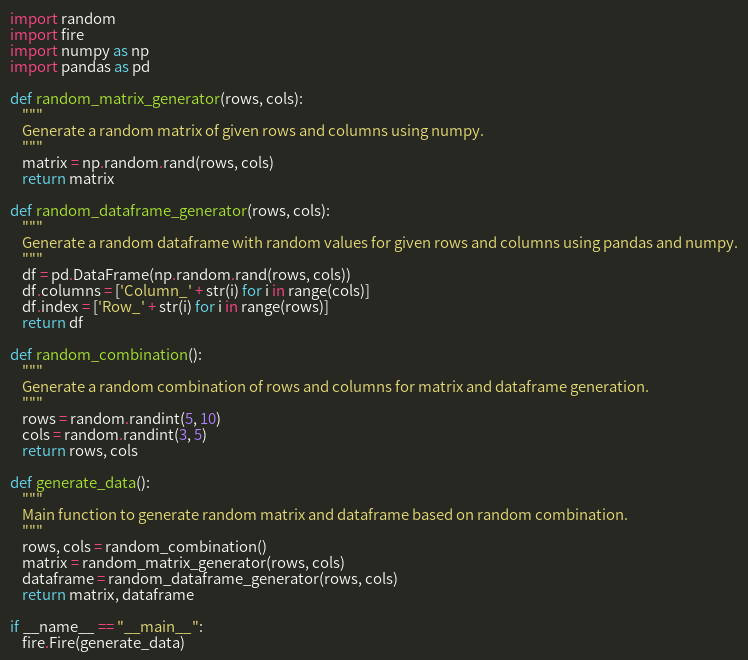 import random
import fire
import numpy as np
import pandas as pd

def random_matrix_generator(rows, cols):
    """
    Generate a random matrix of given rows and columns using numpy.
    """
    matrix = np.random.rand(rows, cols)
    return matrix

def random_dataframe_generator(rows, cols):
    """
    Generate a random dataframe with random values for given rows and columns using pandas and numpy.
    """
    df = pd.DataFrame(np.random.rand(rows, cols))
    df.columns = ['Column_' + str(i) for i in range(cols)]
    df.index = ['Row_' + str(i) for i in range(rows)]
    return df

def random_combination():
    """
    Generate a random combination of rows and columns for matrix and dataframe generation.
    """
    rows = random.randint(5, 10)
    cols = random.randint(3, 5)
    return rows, cols

def generate_data():
    """
    Main function to generate random matrix and dataframe based on random combination.
    """
    rows, cols = random_combination()
    matrix = random_matrix_generator(rows, cols)
    dataframe = random_dataframe_generator(rows, cols)
    return matrix, dataframe

if __name__ == "__main__":
    fire.Fire(generate_data)